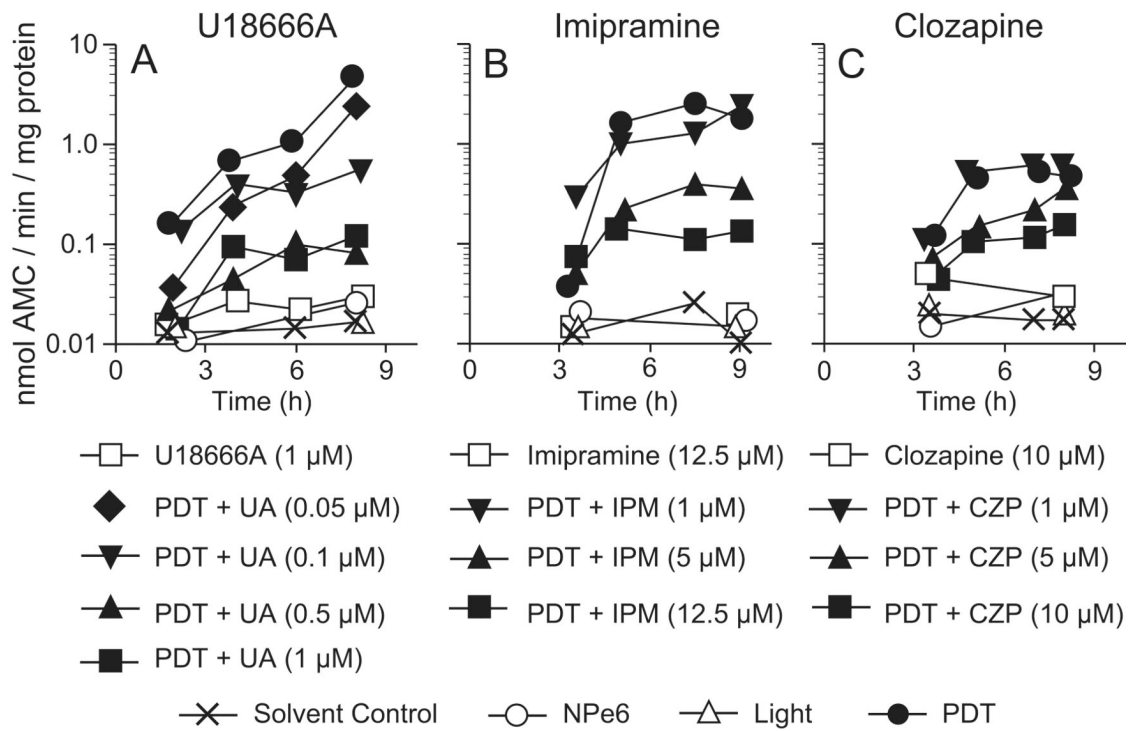 U18666A Imipramine Clozapine
A B C
nmol AMC / min / mg protein
10
1.0
0.1
0.01
0 3 6 9 0 3 6 9 0 3 6 9
Time (h) Time (h) Time (h)
U18666A (1 µM) Imipramine (12.5 µM) Clozapine (10 µM)
PDT + UA (0.05 µM) PDT + IPM (1 µM) PDT + CZP (1 µM)
PDT + UA (0.1 µM) PDT + IPM (5 µM) PDT + CZP (5 µM)
PDT + UA (0.5 µM) PDT + IPM (12.5 µM) PDT + CZP (10 µM)
PDT + UA (1 µM)
Solvent Control NPe6 Light PDT